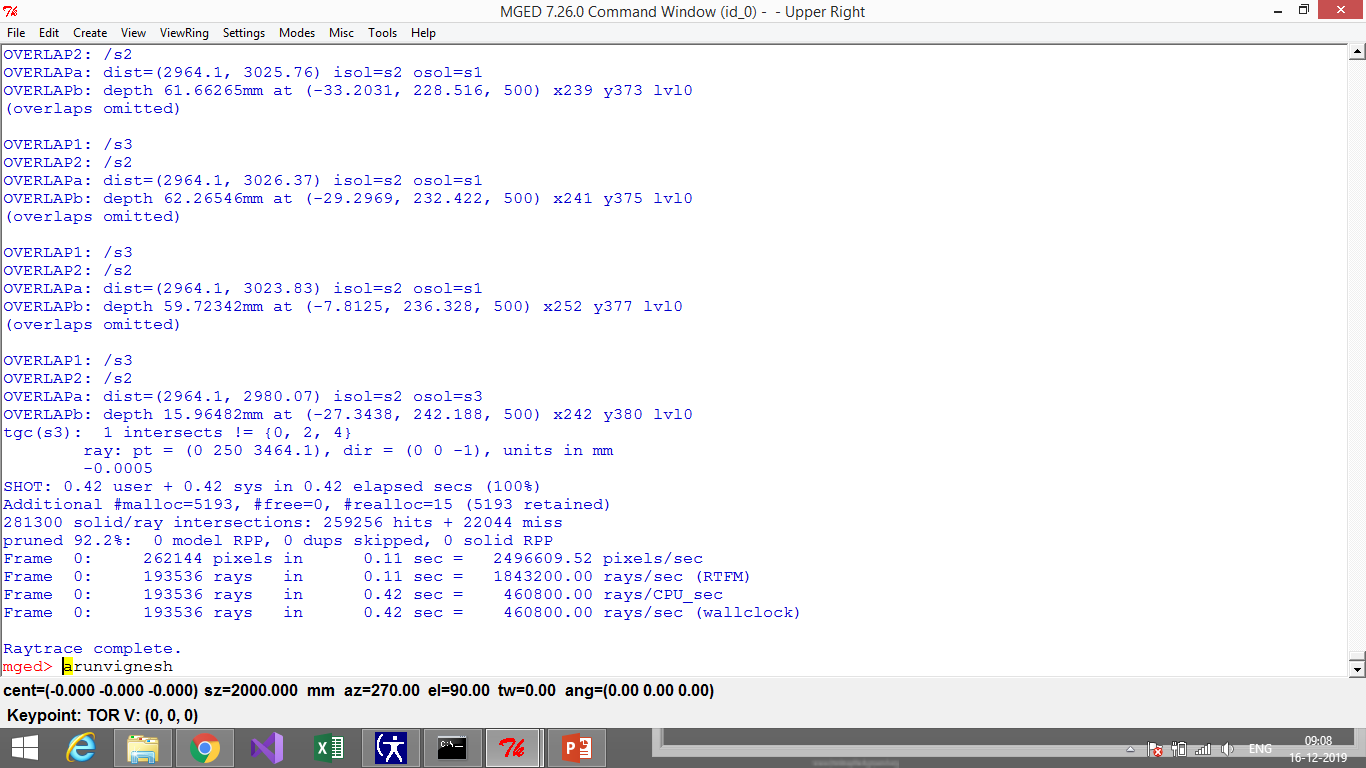 MGED 7.26.0 Command Window (id_0) - - Upper Right
File Edit Create View ViewRing Settings Modes Misc Tools Help
OVERLAP2: /s2
OVERLAPa: dist=(2964.1, 3025.76) isol=s2 osol=s1
OVERLAPb: depth 61.66265mm at (-33.2031, 228.516, 500) x239 y373 lvl0
(overlaps omitted)
OVERLAP1: /s3
OVERLAP2: /s2
OVERLAPa: dist=(2964.1, 3026.37) isol=s2 osol=s1
OVERLAPb: depth 62.26546mm at (-29.2969, 232.422, 500) x241 y375 lvl0
(overlaps omitted)
OVERLAP1: /s3
OVERLAP2: /s2
OVERLAPa: dist=(2964.1, 3023.83) isol=s2 osol=s1
OVERLAPb: depth 59.72342mm at (-7.8125, 236.328, 500) x252 y377 lvl0
(overlaps omitted)
OVERLAP1: /s3
OVERLAP2: /s2
OVERLAPa: dist=(2964.1, 2980.07) isol=s2 osol=s3
OVERLAPb: depth 15.96482mm at (-27.3438, 242.188, 500) x242 y380 lvl0
tgc(s3):  1 intersects != {0, 2, 4}
ray: pt = (0 250 3464.1), dir = (0 0 -1), units in mm
-0.0005
SHOT: 0.42 user + 0.42 sys in 0.42 elapsed secs (100%)
Additional #malloc=5193, #free=0, #realloc=15 (5193 retained)
281300 solid/ray intersections: 259256 hits + 22044 miss
pruned 92.2%:  0 model RPP, 0 dups skipped, 0 solid RPP
Frame  0:     262144 pixels in      0.11 sec =   2496609.52 pixels/sec
Frame  0:     193536 rays   in      0.11 sec =   1843200.00 rays/sec (RTFM)
Frame  0:     193536 rays   in      0.42 sec =    460800.00 rays/CPU_sec
Frame  0:     193536 rays   in      0.42 sec =    460800.00 rays/sec (wallclock)
Raytrace complete.
mged> arunvignesh
cent=(-0.000 -0.000 -0.000) sz=2000.000 mm az=270.00 el=90.00 tw=0.00 ang=(0.00 0.00 0.00)
Keypoint: TOR V: (0, 0, 0)
ENG
09:08
16-12-2019